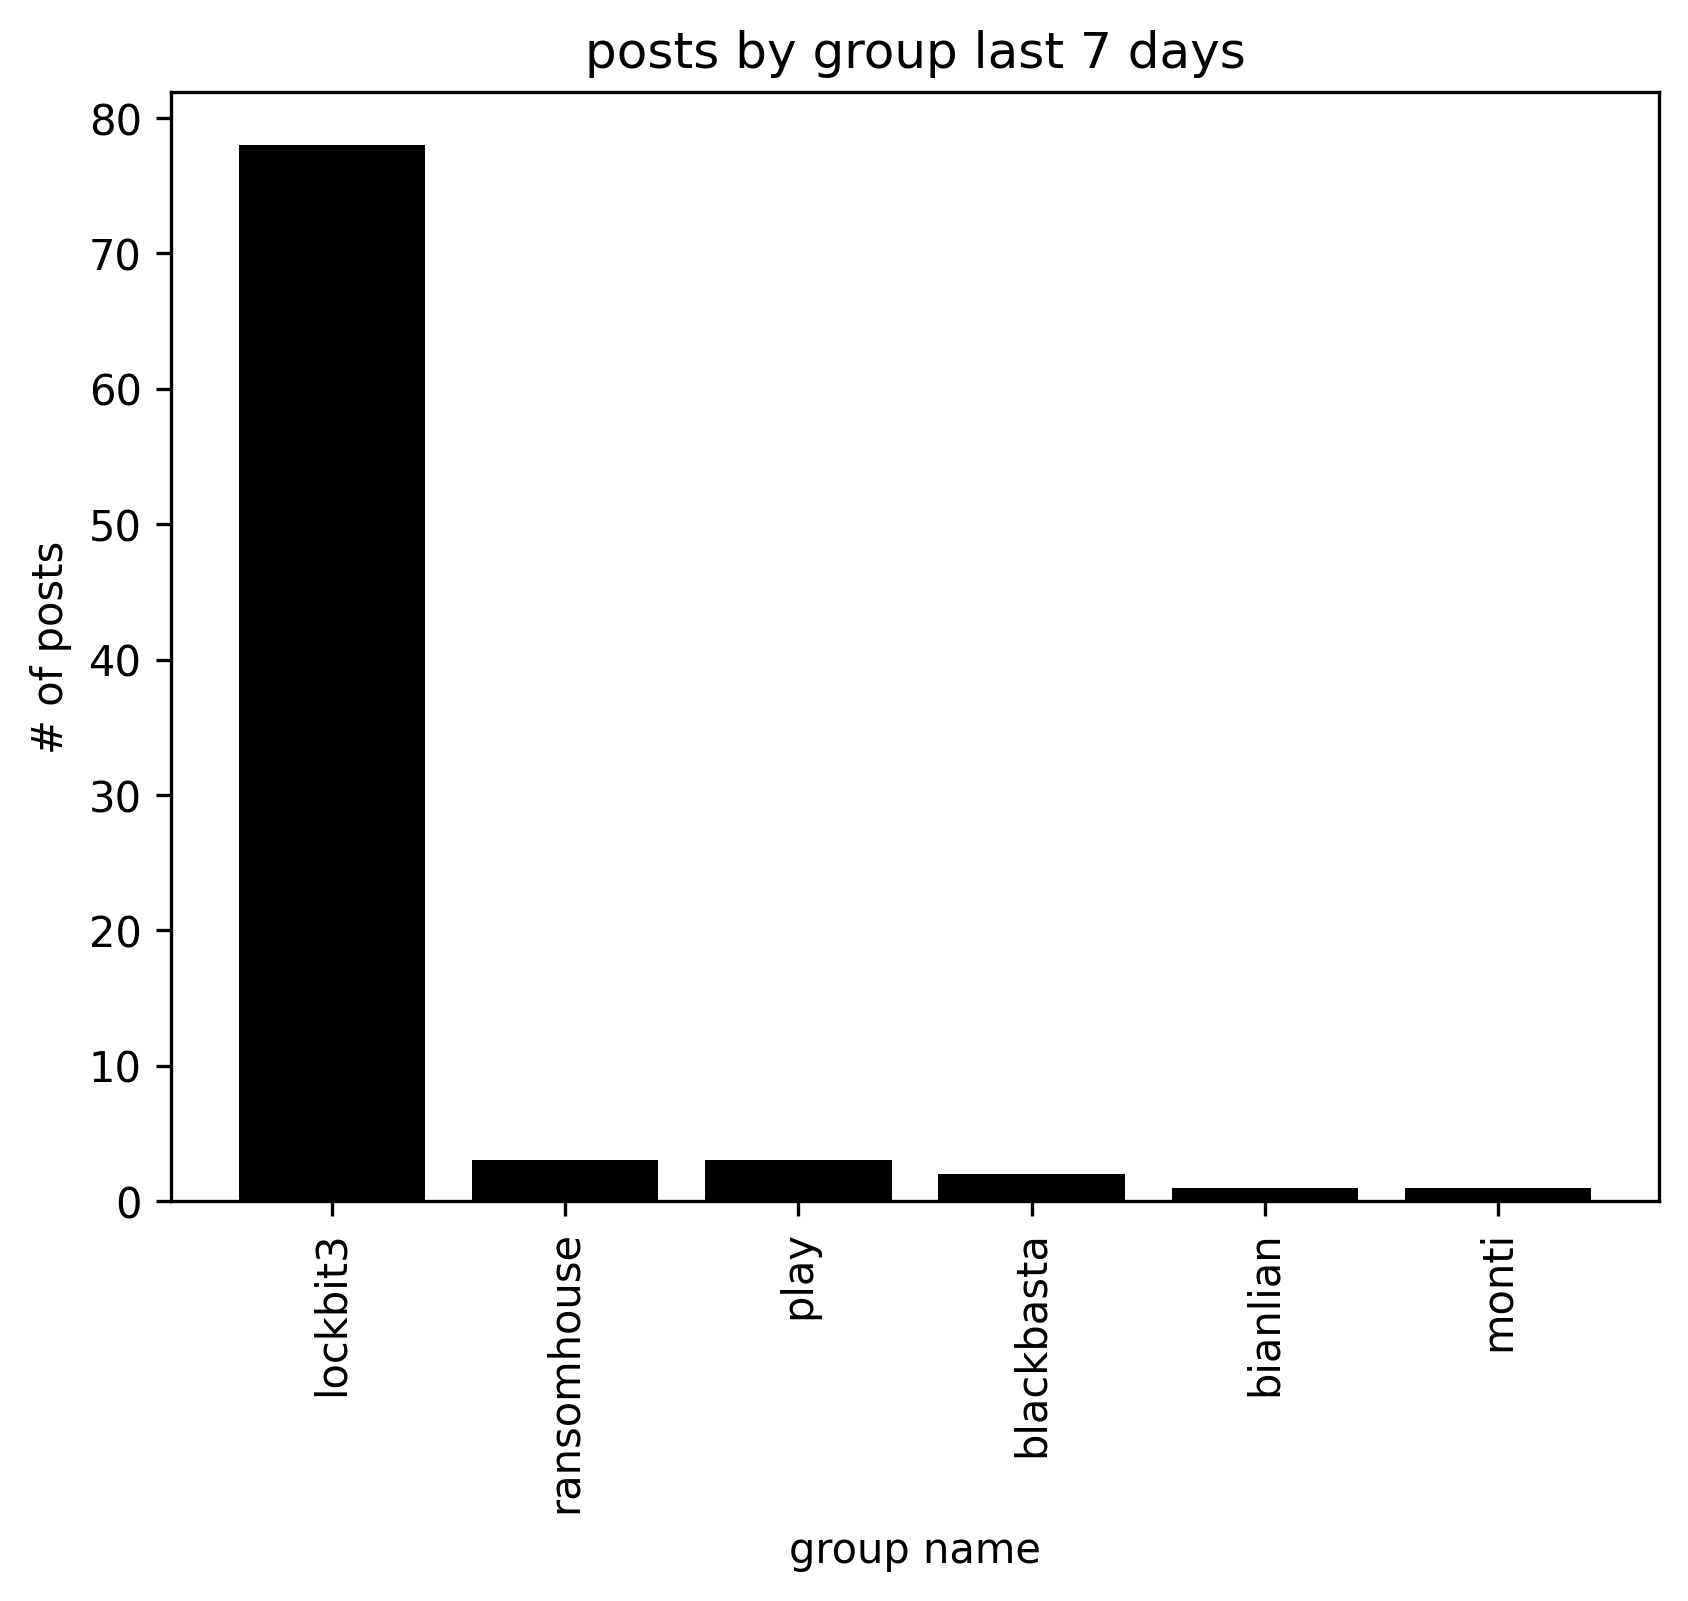 posts by group last 7 days
80
70
60
50
40
30
20
10
0
# of posts
lockbit3
ransomhouse
play
blackbasta
bianlian
monti
group name